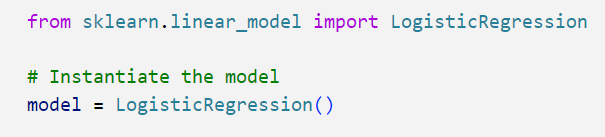 from sklearn.linear_model import LogisticRegression
# Instantiate the model
model = LogisticRegression()